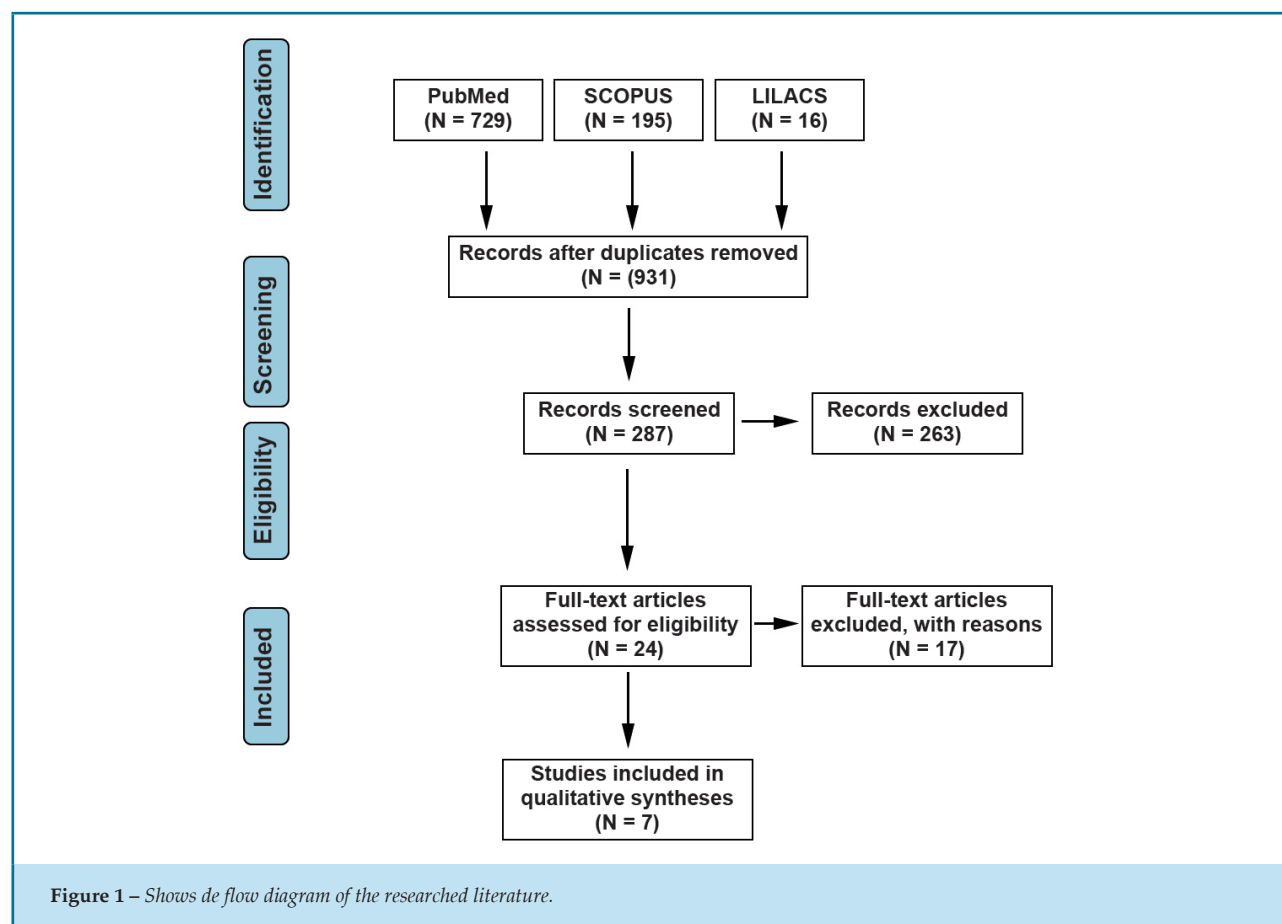 Identification
PubMed
(N = 729)
SCOPUS
(N = 195)
LILACS
(N = 16)
Records after duplicates removed
(N = (931)
Screening
Records screened
(N = 287)
Records excluded
(N = 263)
Eligibility
Full-text articles
assessed for eligibility
(N = 24)
Full-text articles
excluded, with reasons
(N = 17)
Included
Studies included in
qualitative syntheses
(N = 7)
Figure 1 – Shows de flow diagram of the researched literature.